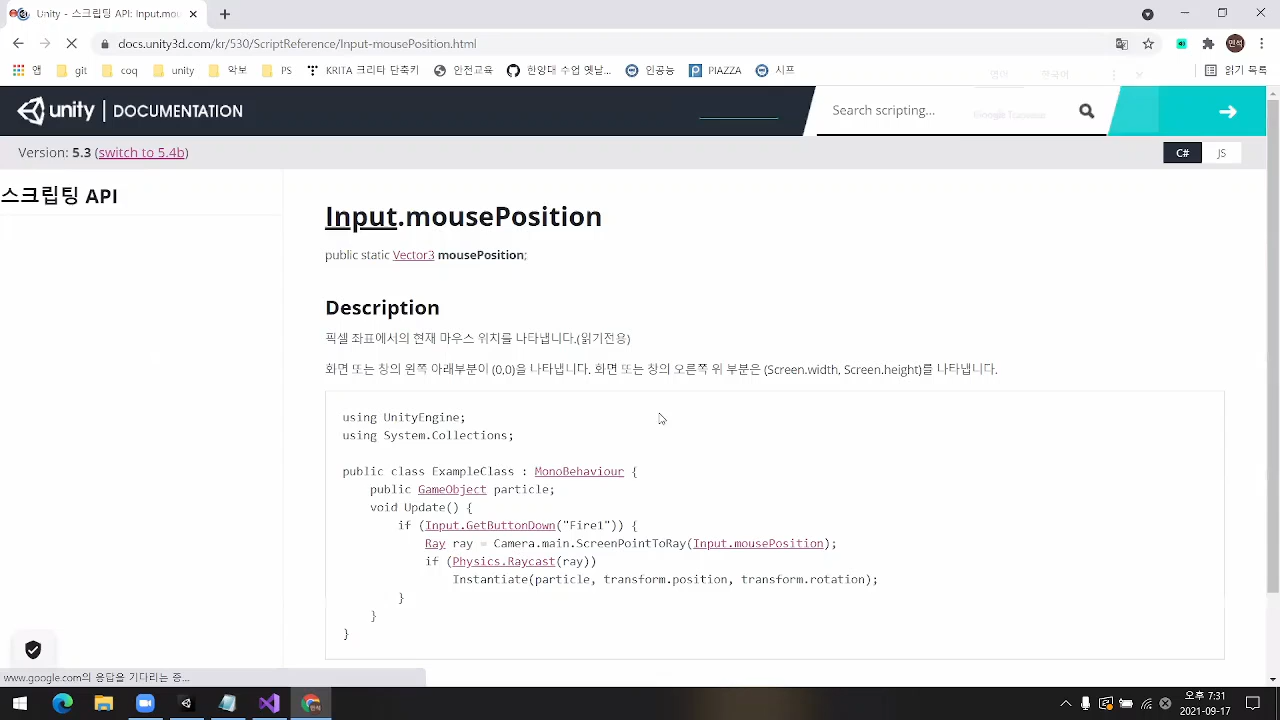 Unity - 스크립팅 API: Input.mou
docs.unity3d.com/kr/530/ScriptReference/Input-mousePosition.html
앱 git coq unity 악보 PS KRITA 크리타 단축키 안전교육 한양대 수업 옛날... 인공능 PIAZZA 시프 읽기 목록
영어 한국어
unity DOCUMENTATION
Search scripting...
Version: 5.3 (switch to 5.4b)
C# JS
스크립팅 API
Input.mousePosition
public static Vector3 mousePosition;
Description
픽셀 좌표에서의 현재 마우스 위치를 나타냅니다.(읽기전용)
화면 또는 창의 왼쪽 아래부분이 (0,0)을 나타냅니다. 화면 또는 창의 오른쪽 위 부분은 (Screen.width, Screen.height)를 나타냅니다.
using UnityEngine;
using System.Collections;
public class ExampleClass : MonoBehaviour {
public GameObject particle;
void Update() {
if (Input.GetButtonDown("Fire1")) {
Ray ray = Camera.main.ScreenPointToRay(Input.mousePosition);
if (Physics.Raycast(ray))
Instantiate(particle, transform.position, transform.rotation);
}
}
}
www.google.com의 응답을 기다리는 중...
오후 7:31
2021-09-17